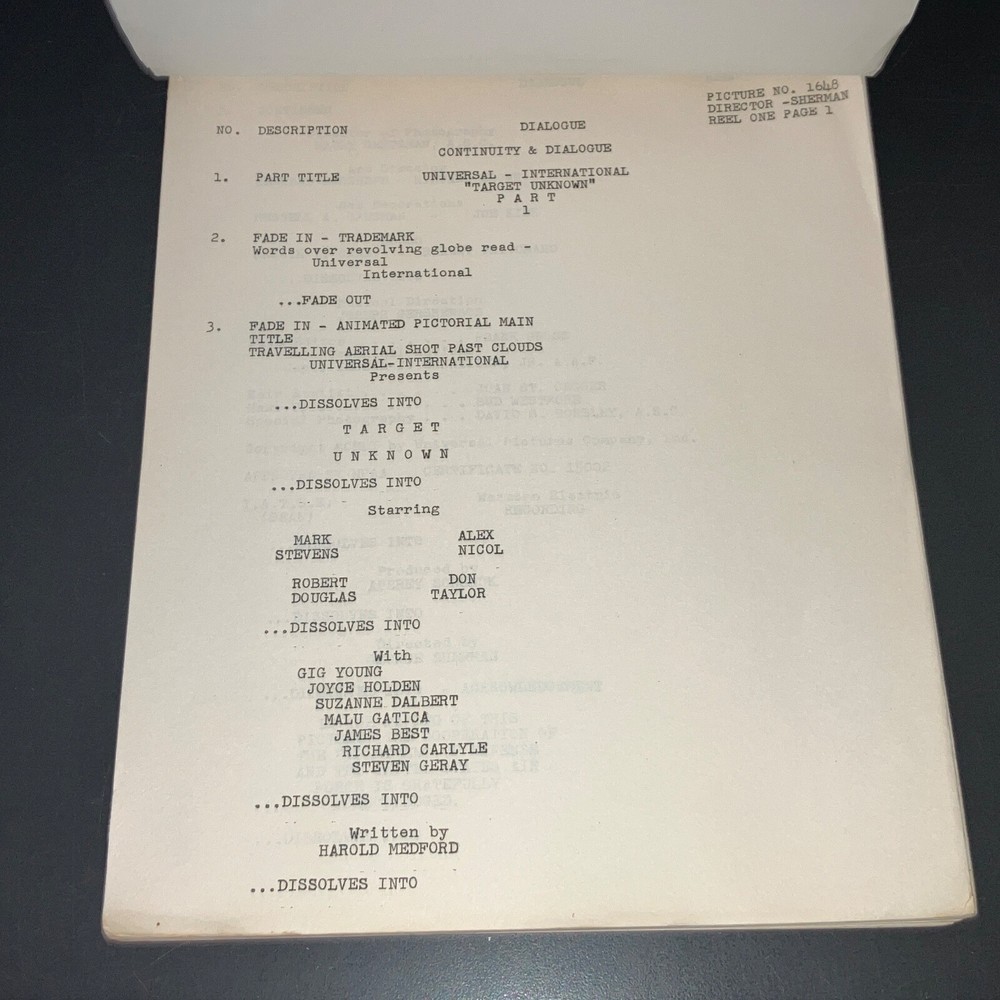 PICTURE NO. 1648
DIRECTOR -SHERMAN
REEL ONE PAGE 1
NO. DESCRIPTION DIALOGUE
CONTINUITY & DIALOGUE
1. PART TITLE UNIVERSAL - INTERNATIONAL
"TARGET UNKNOWN"
P A R T
1
2. FADE IN - TRADEMARK
Words over revolving globe read -
Universal
International
...FADE OUT
3. FADE IN - ANIMATED PICTORIAL MAIN
TITLE
TRAVELLING AERIAL SHOT PAST CLOUDS
UNIVERSAL-INTERNATIONAL
Presents
...DISSOLVES INTO
T A R G E T
U N K N O W N
...DISSOLVES INTO
Starring
MARK ALEX
STEVENS NICOL
ROBERT DON
DOUGLAS TAYLOR
...DISSOLVES INTO
With
GIG YOUNG
JOYCE HOLDEN
SUZANNE DALBERT
MALU GATICA
JAMES BEST
RICHARD CARLYLE
STEVEN GERAY
...DISSOLVES INTO
Written by
HAROLD MEDFORD
...DISSOLVES INTO